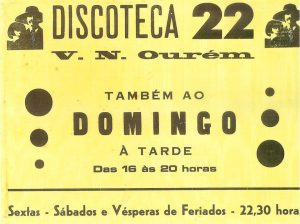 DISCOTECA 22
V. N. Ourém
TAMBÉM AO
DOMINGO
À TARDE
Das 16 às 20 horas
Sextas - Sábados e Vésperas de Feriados - 22,30 hora